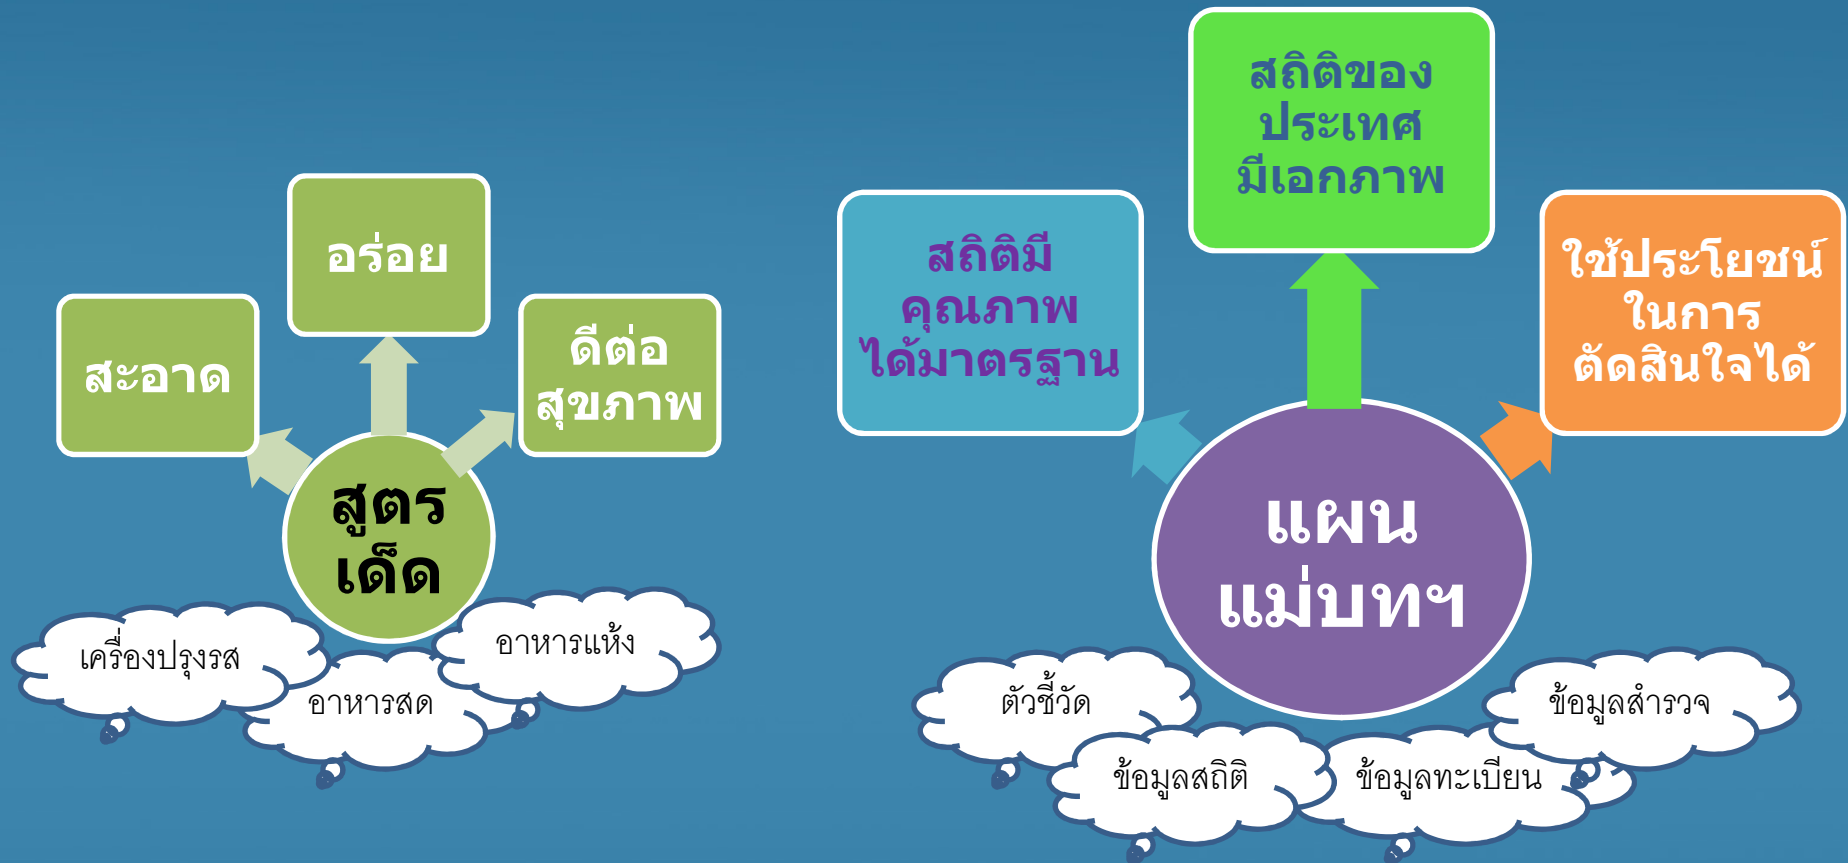 สะอาด
อร่อย
ดีต่อ
สุขภาพ
สูตร
เด็ด
เครื่องปรุงรส
อาหารสด
อาหารแห้ง
สถิติมี
คุณภาพ
ได้มาตรฐาน
สถิติของ
ประเทศ
มีเอกภาพ
ใช้ประโยชน์
ในการ
ตัดสินใจได้
แผน
แม่บทฯ
ตัวชี้วัด
ข้อมูลสถิติ
ข้อมูลทะเบียน
ข้อมูลสำรวจ